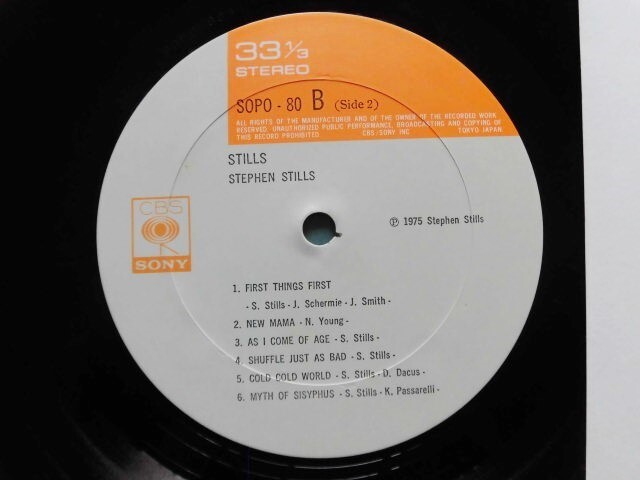 33 1/3
STEREO
SOPO - 80 B (Side 2)
ALL RIGHTS OF THE MANUFACTURER AND OF THE OWNER OF THE RECORDED WORK
RESERVED. UNAUTHORIZED PUBLIC PERFORMANCE, BROADCASTING AND COPYING OF
THIS RECORD PROHIBITED CBS/SONY INC TOKYO JAPAN
STILLS
STEPHEN STILLS
CBS
SONY
℗ 1975 Stephen Stills
1. FIRST THINGS FIRST
- S. Stills - J. Schermie - J. Smith -
2. NEW MAMA - N. Young -
3. AS I COME OF AGE - S. Stills -
4. SHUFFLE JUST AS BAD - S. Stills -
5. COLD COLD WORLD - S. Stills - D. Dacus -
6. MYTH OF SISYPHUS - S. Stills - K. Passarelli -